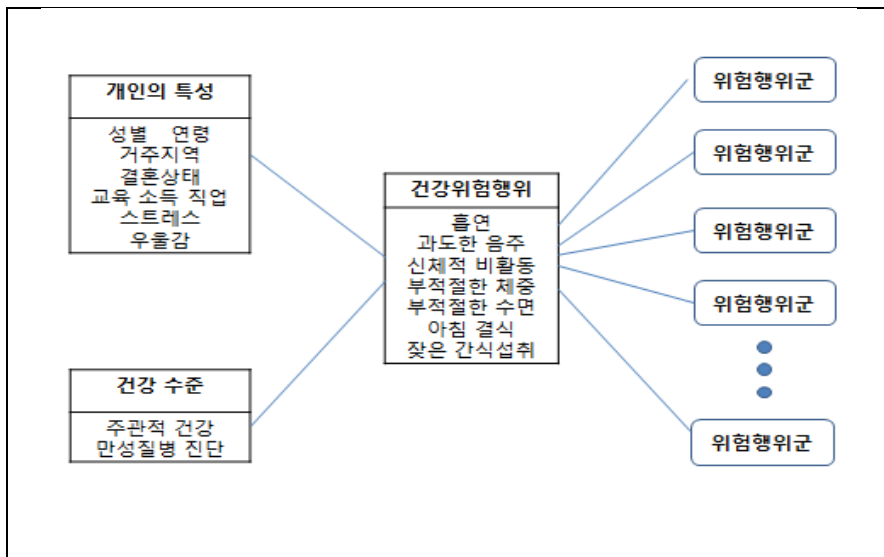 개인의 특성
성별 연령
거주지역
결혼상태
교육 소득 직업
스트레스
우울감
건강 수준
주관적 건강
만성질병 진단
건강위험행위
흡연
과도한 음주
신체적 비활동
부적절한 체중
부적절한 수면
아침 결식
잦은 간식섭취
위험행위군
위험행위군
위험행위군
위험행위군
위험행위군